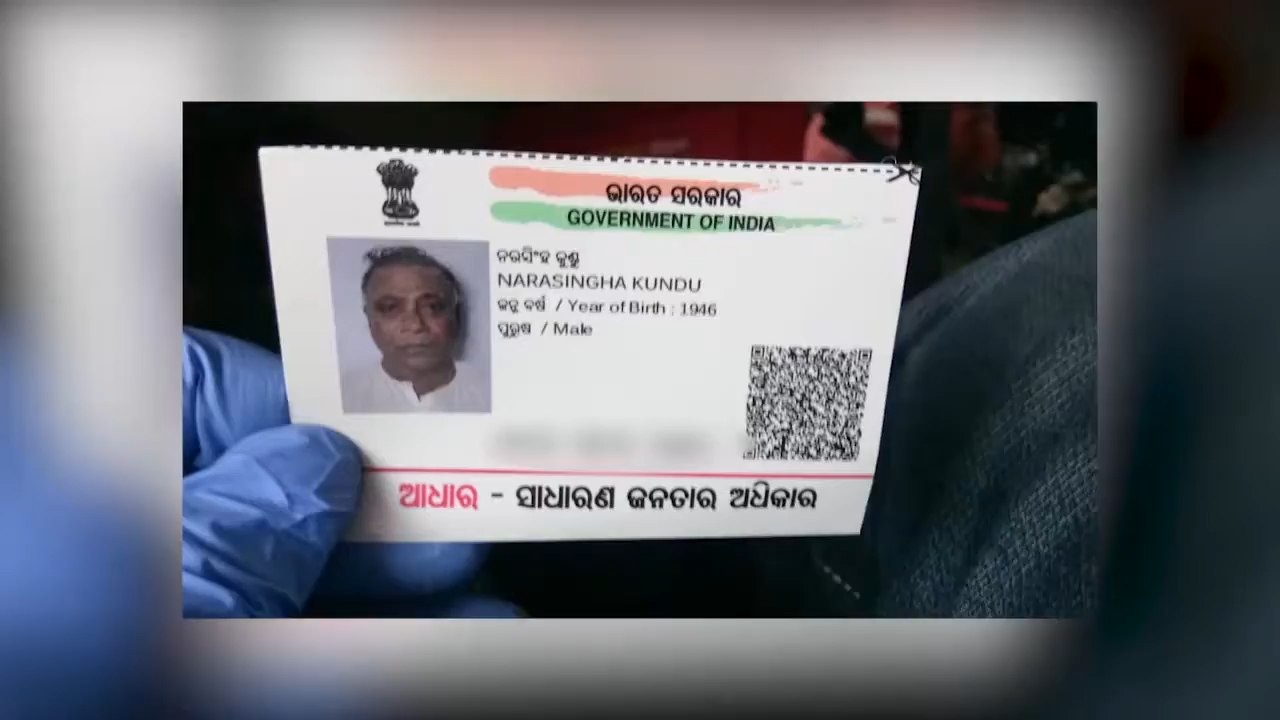 ଭାରତ ସରକାର
GOVERNMENT OF INDIA
ନରସିଂହ କୁଣ୍ଡୁ
NARASINGHA KUNDU
ଜନ୍ମ ବର୍ଷ / Year of Birth : 1946
ପୁରୁଷ / Male
ଆଧାର - ସାଧାରଣ ଜନତାର ଅଧିକାର